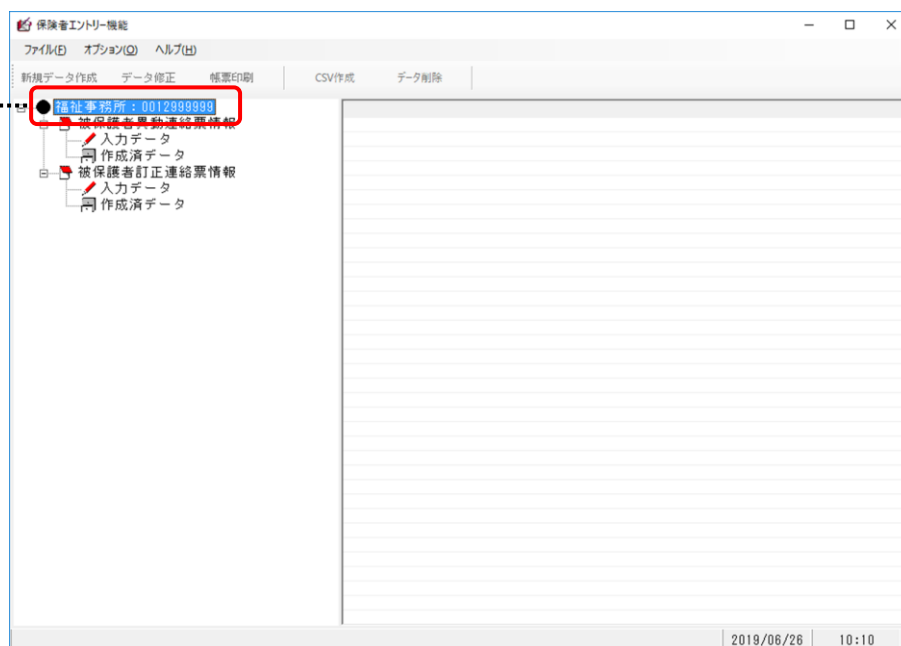 保険者エントリー機能
ファイル(F) オプション(O) ヘルプ(H)
新規データ作成 データ修正 帳票印刷 CSV作成 データ削除
福祉事務所:0012999999
被保護者異動連絡票情報
入力データ
作成済データ
被保護者訂正連絡票情報
入力データ
作成済データ
2019/06/26 10:10